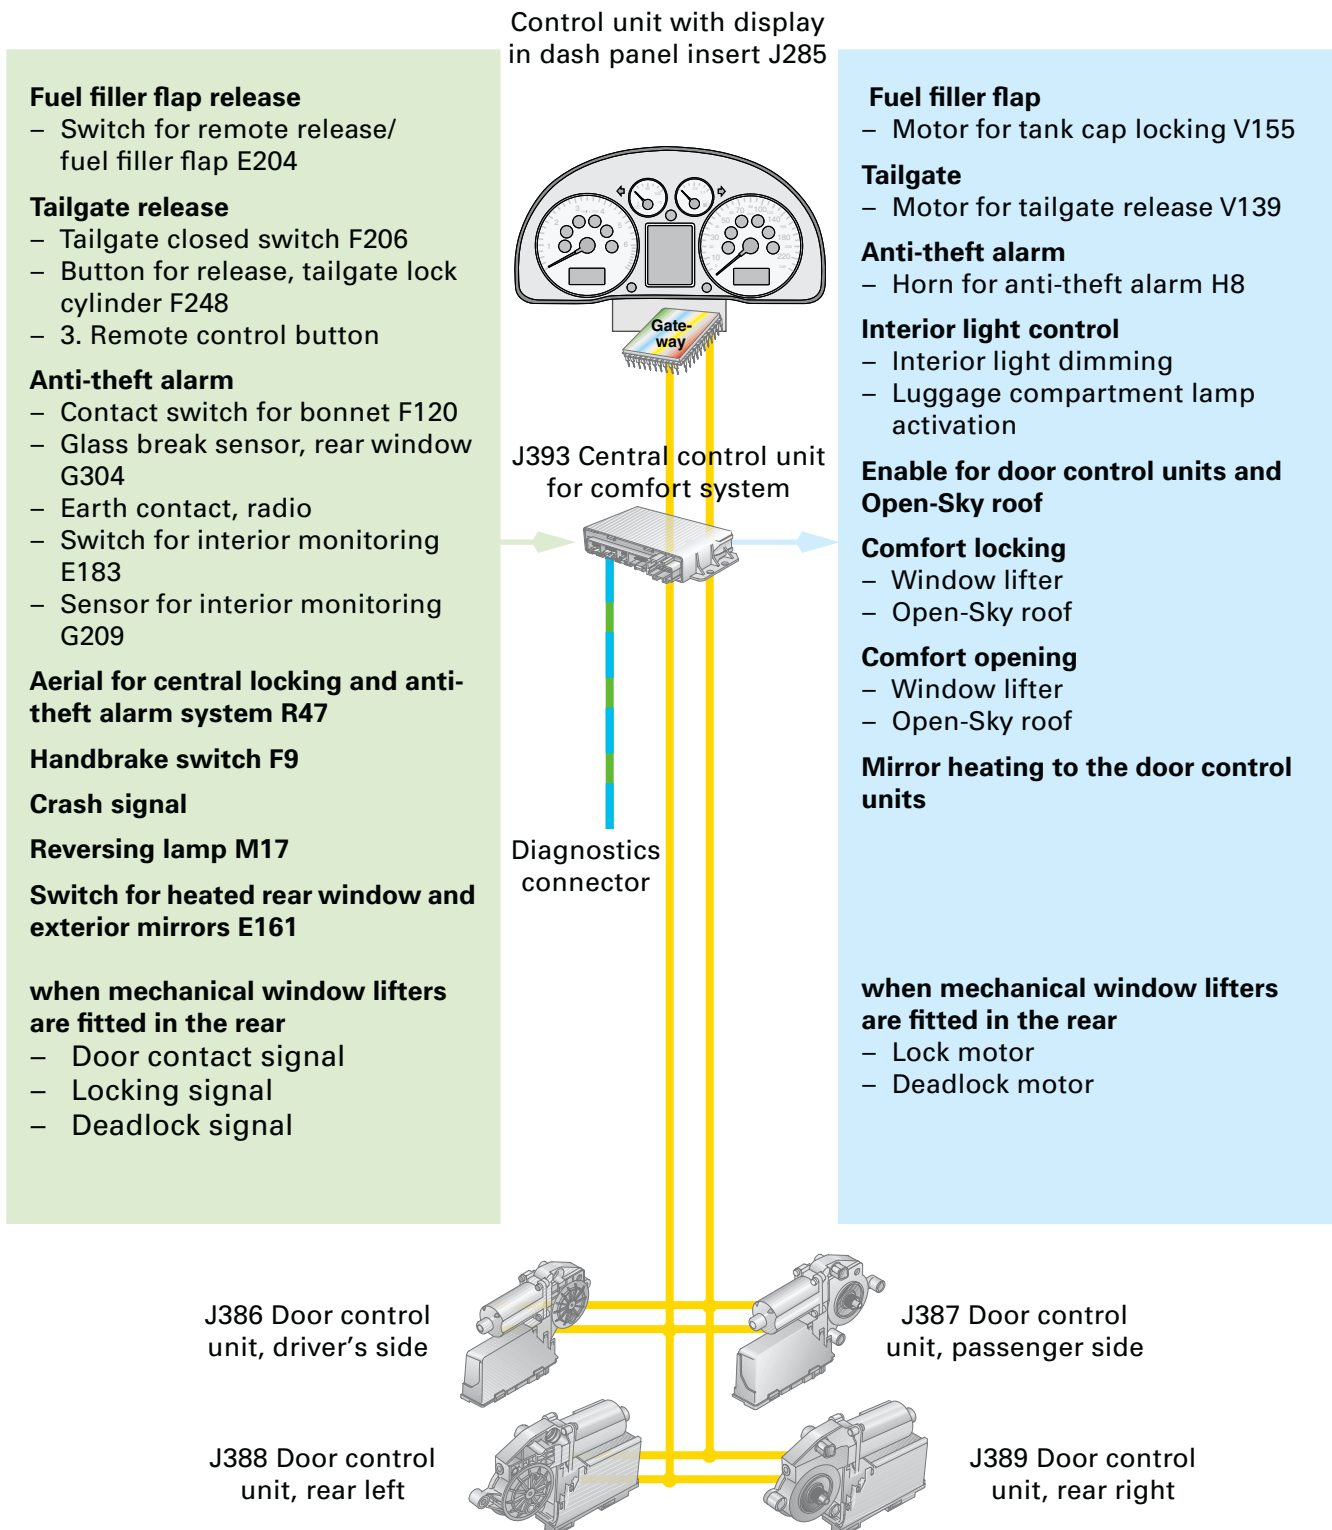 Control unit with display
in dash panel insert J285
Fuel filler flap release
– Switch for remote release/
fuel filler flap E204
Tailgate release
– Tailgate closed switch F206
– Button for release, tailgate lock
cylinder F248
– 3. Remote control button
Anti-theft alarm
– Contact switch for bonnet F120
– Glass break sensor, rear window
G304
– Earth contact, radio
– Switch for interior monitoring
E183
– Sensor for interior monitoring
G209
Aerial for central locking and anti-
theft alarm system R47
Handbrake switch F9
Crash signal
Reversing lamp M17
Switch for heated rear window and
exterior mirrors E161
when mechanical window lifters
are fitted in the rear
– Door contact signal
– Locking signal
– Deadlock signal
Gate-
way
J393 Central control unit
for comfort system
Diagnostics
connector
Fuel filler flap
– Motor for tank cap locking V155
Tailgate
– Motor for tailgate release V139
Anti-theft alarm
– Horn for anti-theft alarm H8
Interior light control
– Interior light dimming
– Luggage compartment lamp
activation
Enable for door control units and
Open-Sky roof
Comfort locking
– Window lifter
– Open-Sky roof
Comfort opening
– Window lifter
– Open-Sky roof
Mirror heating to the door control
units
when mechanical window lifters
are fitted in the rear
– Lock motor
– Deadlock motor
J386 Door control
unit, driver’s side
J387 Door control
unit, passenger side
J388 Door control
unit, rear left
J389 Door control
unit, rear right